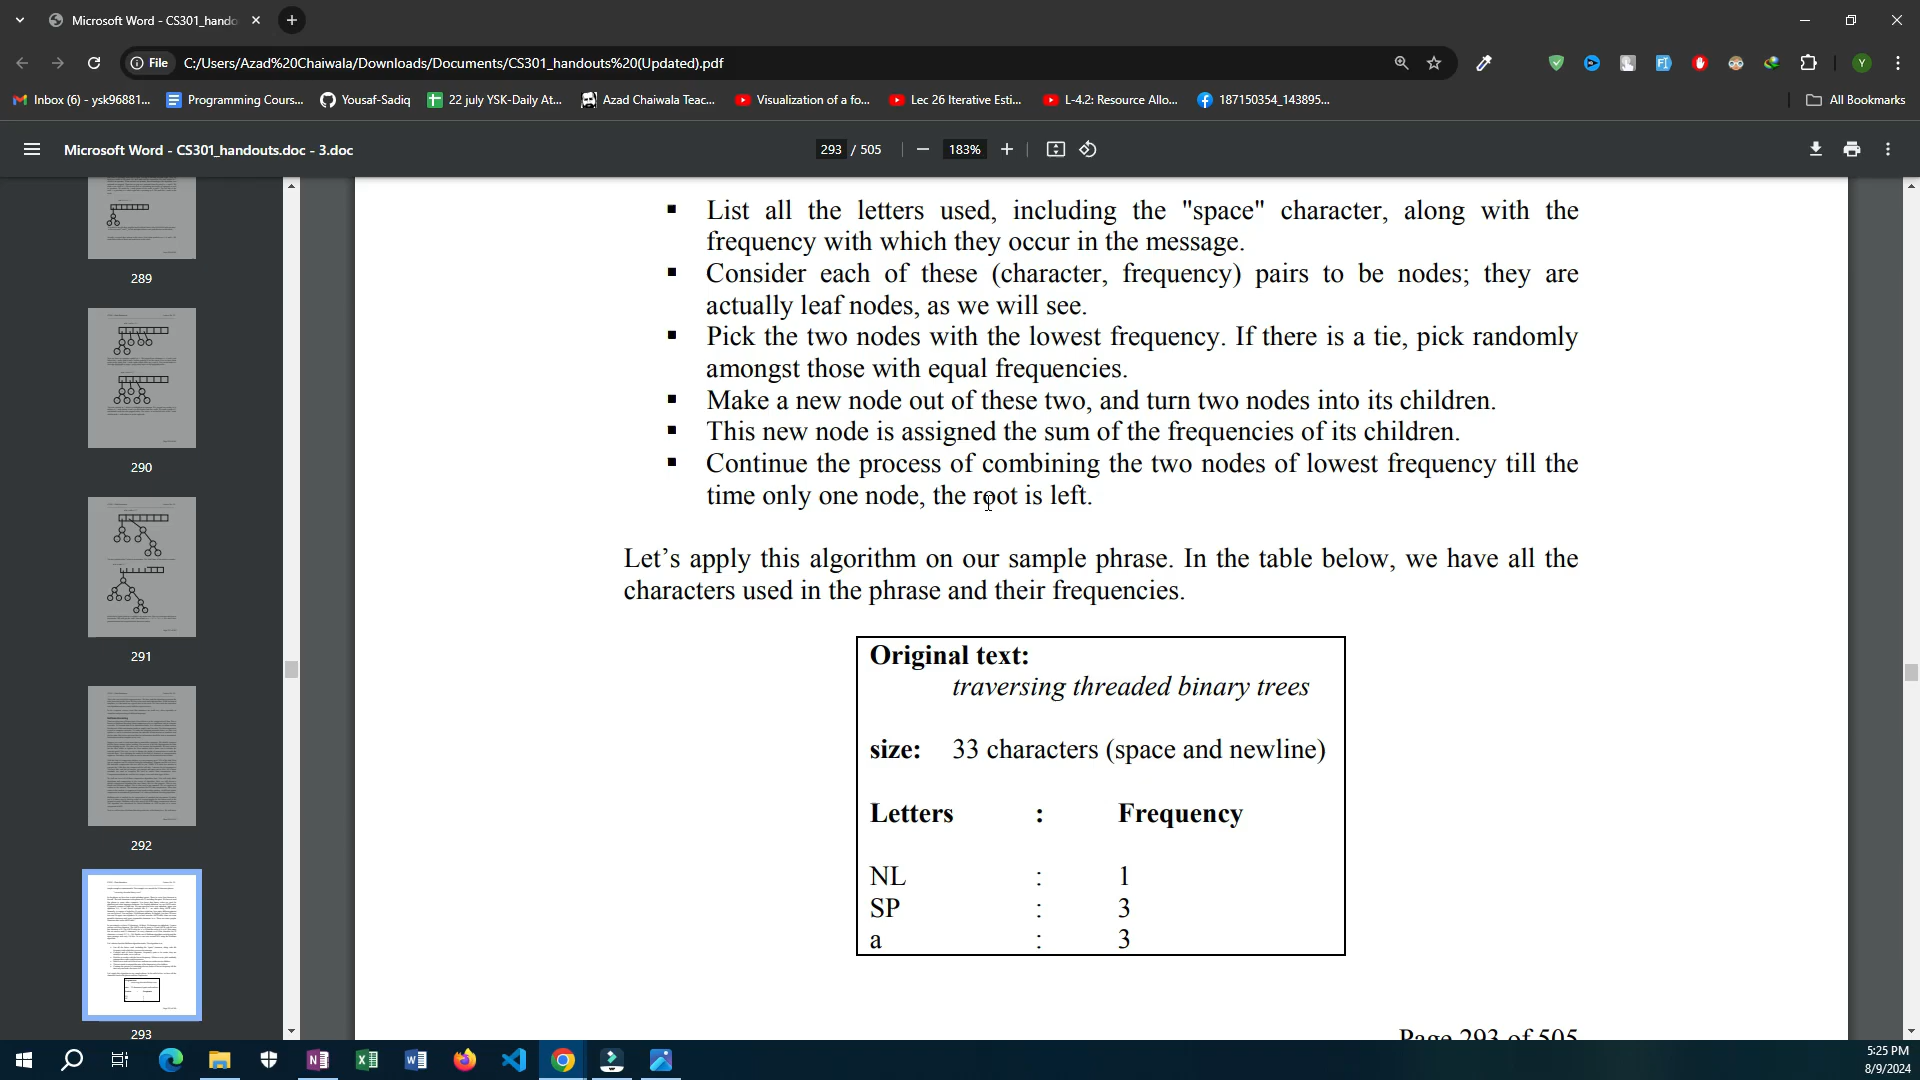 Microsoft Word - CS301_hando
File C:/Users/Azad%20Chaiwala/Downloads/Documents/CS301_handouts%20(Updated).pdf
Y
Inbox (6) - ysk96881... Programming Cours... Yousaf-Sadiq 22 july YSK-Daily At... Azad Chaiwala Teac... Visualization of a fo... Lec 26 Iterative Esti... L-4.2: Resource Allo... 187150354_143895... All Bookmarks
Microsoft Word - CS301_handouts.doc - 3.doc 293 / 505 183%
289
290
291
292
293
▪ List all the letters used, including the "space" character, along with the
frequency with which they occur in the message.
▪ Consider each of these (character, frequency) pairs to be nodes; they are
actually leaf nodes, as we will see.
▪ Pick the two nodes with the lowest frequency. If there is a tie, pick randomly
amongst those with equal frequencies.
▪ Make a new node out of these two, and turn two nodes into its children.
▪ This new node is assigned the sum of the frequencies of its children.
▪ Continue the process of combining the two nodes of lowest frequency till the
time only one node, the root is left.
Let’s apply this algorithm on our sample phrase. In the table below, we have all the
characters used in the phrase and their frequencies.
Original text:
traversing threaded binary trees
size: 33 characters (space and newline)
Letters : Frequency
NL : 1
SP : 3
a : 3
Page 293 of 505
5:25 PM
8/9/2024